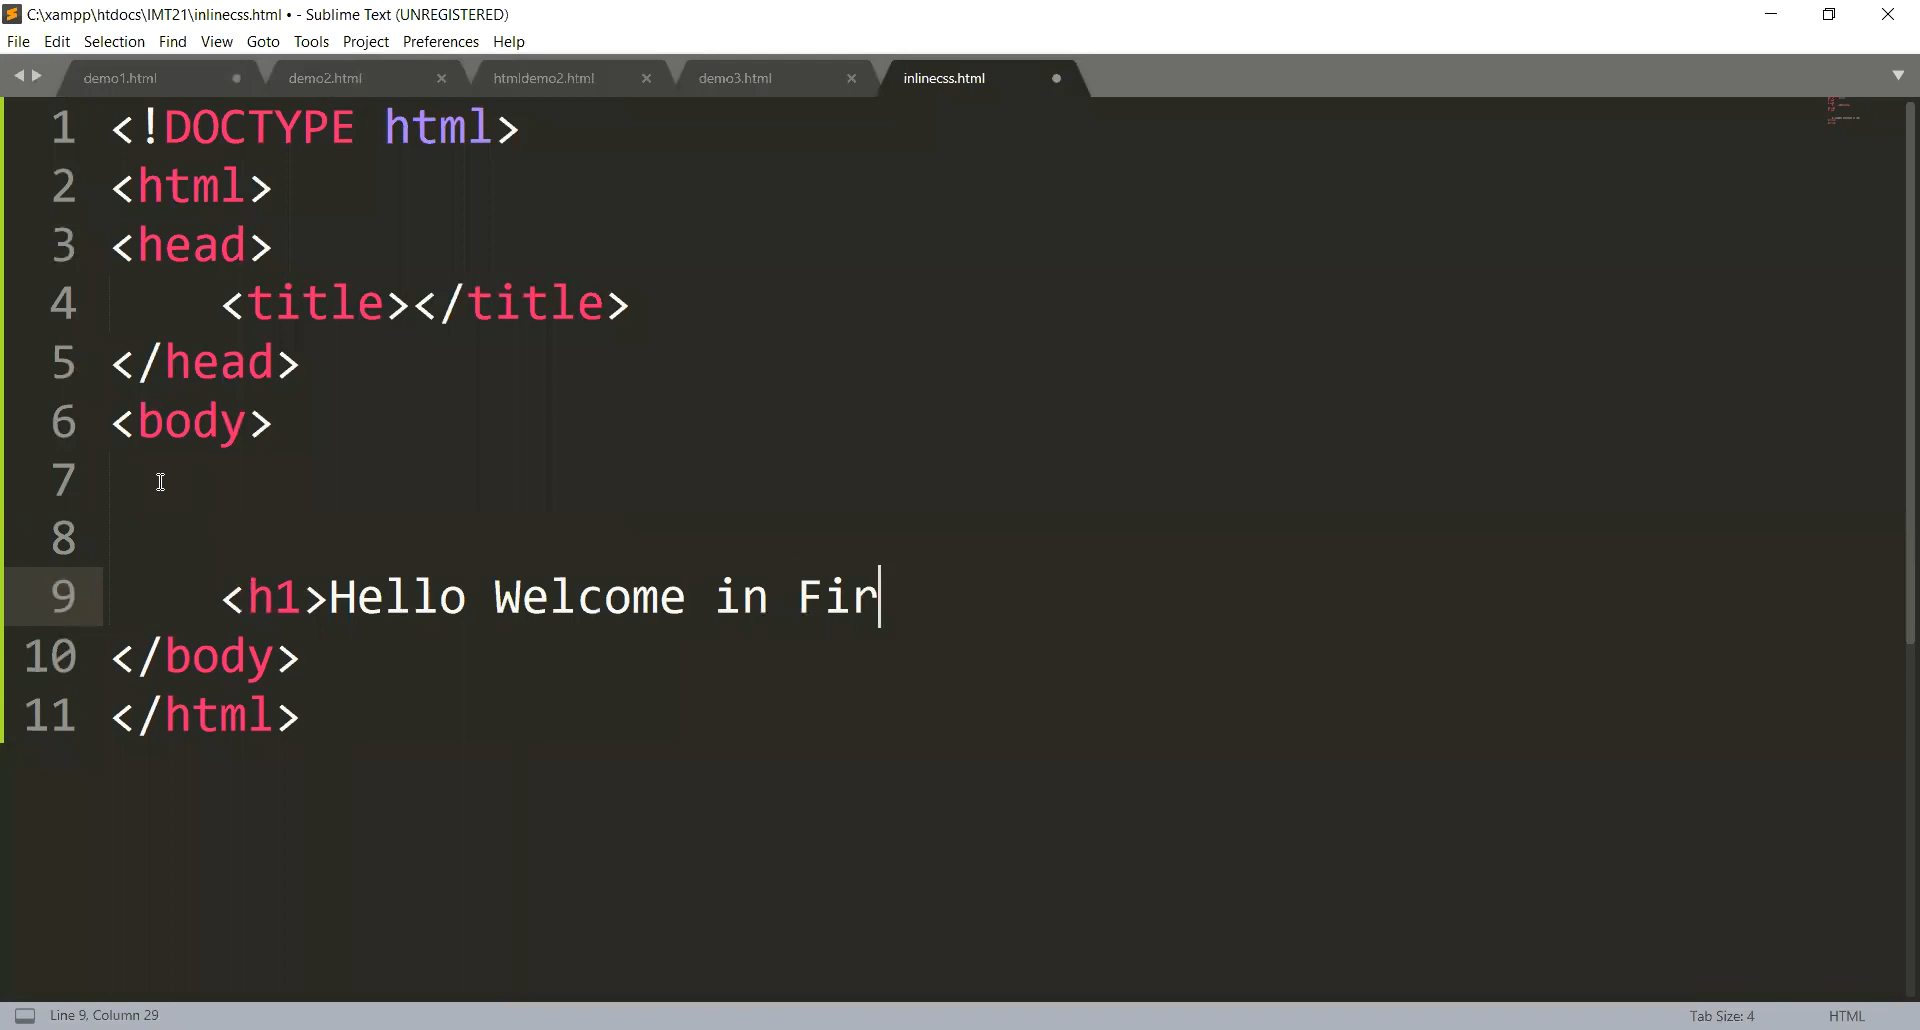 C:\xampp\htdocs\IMT21\inlinecss.html • - Sublime Text (UNREGISTERED)
File Edit Selection Find View Goto Tools Project Preferences Help
demo1.html demo2.html htmldemo2.html demo3.html inlinecss.html
1 <!DOCTYPE html>
2 <html>
3 <head>
4 <title></title>
5 </head>
6 <body>
7
8
9 <h1>Hello Welcome in Fir
10 </body>
11 </html>
Line 9, Column 29 Tab Size: 4 HTML